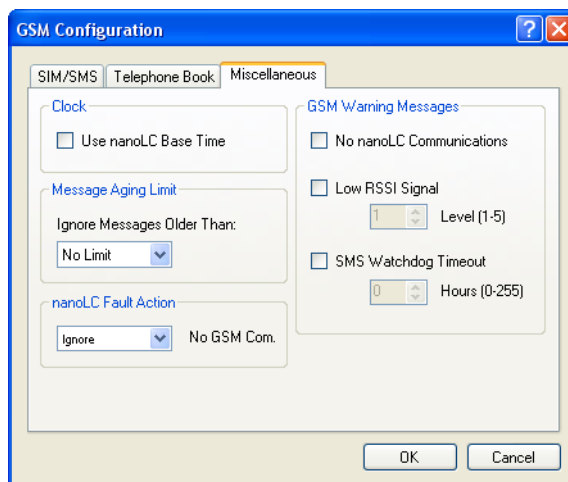 GSM Configuration
SIM/SMS Telephone Book Miscellaneous
Clock
Use nanoLC Base Time
Message Aging Limit
Ignore Messages Older Than:
No Limit
nanoLC Fault Action
Ignore No GSM Com.
GSM Warning Messages
No nanoLC Communications
Low RSSI Signal
1 Level (1-5)
SMS Watchdog Timeout
0 Hours (0-255)
OK Cancel